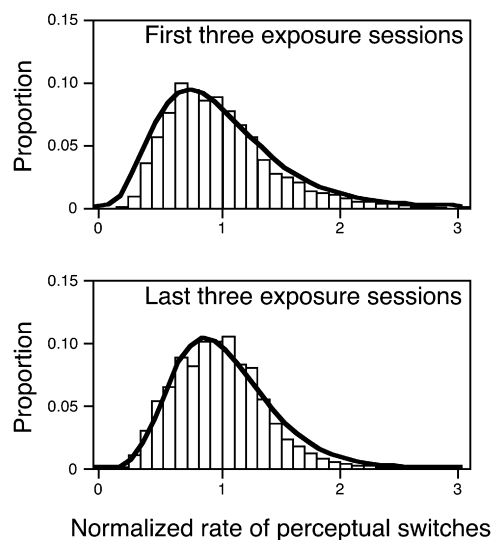 First three exposure sessions
Proportion
0.15
0.10
0.05
0
0 1 2 3
Last three exposure sessions
Proportion
0.15
0.10
0.05
0
0 1 2 3
Normalized rate of perceptual switches